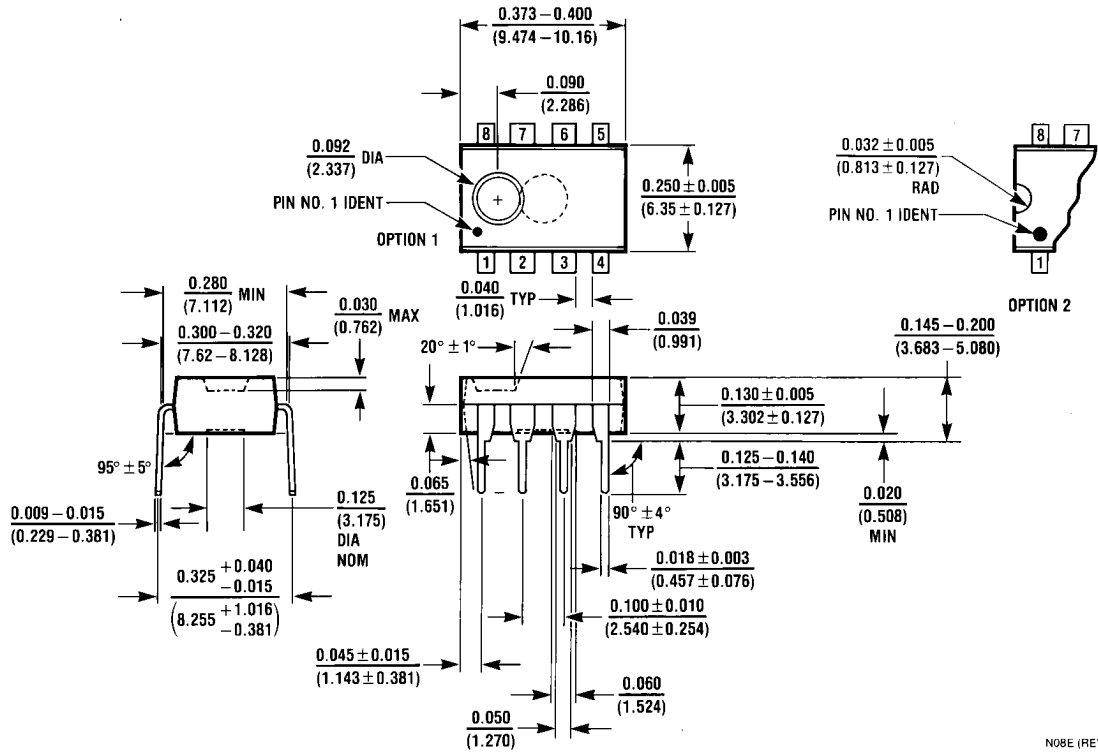 0.373 – 0.400
(9.474 – 10.16)
0.090
(2.286)
8 7 6 5
0.092 DIA
(2.337)
PIN NO. 1 IDENT
OPTION 1
+
1 2 3 4
0.250 ± 0.005
(6.35 ± 0.127)
8 7
0.032 ± 0.005
(0.813 ± 0.127)
RAD
PIN NO. 1 IDENT
1
OPTION 2
0.280 MIN
(7.112)
0.300 – 0.320
(7.62 – 8.128)
0.030 MAX
(0.762)
0.040 TYP
(1.016)
0.039
(0.991)
0.145 – 0.200
(3.683 – 5.080)
20° ± 1°
0.130 ± 0.005
(3.302 ± 0.127)
95° ± 5°
0.065
(1.651)
0.125 – 0.140
(3.175 – 3.556)
0.020
(0.508)
MIN
90° ± 4°
TYP
0.009 – 0.015
(0.229 – 0.381)
0.125
(3.175)
DIA
NOM
0.018 ± 0.003
(0.457 ± 0.076)
0.325 +0.040
–0.015
(8.255 +1.016
–0.381)
0.100 ± 0.010
(2.540 ± 0.254)
0.045 ± 0.015
(1.143 ± 0.381)
0.060
(1.524)
0.050
(1.270)
N08E